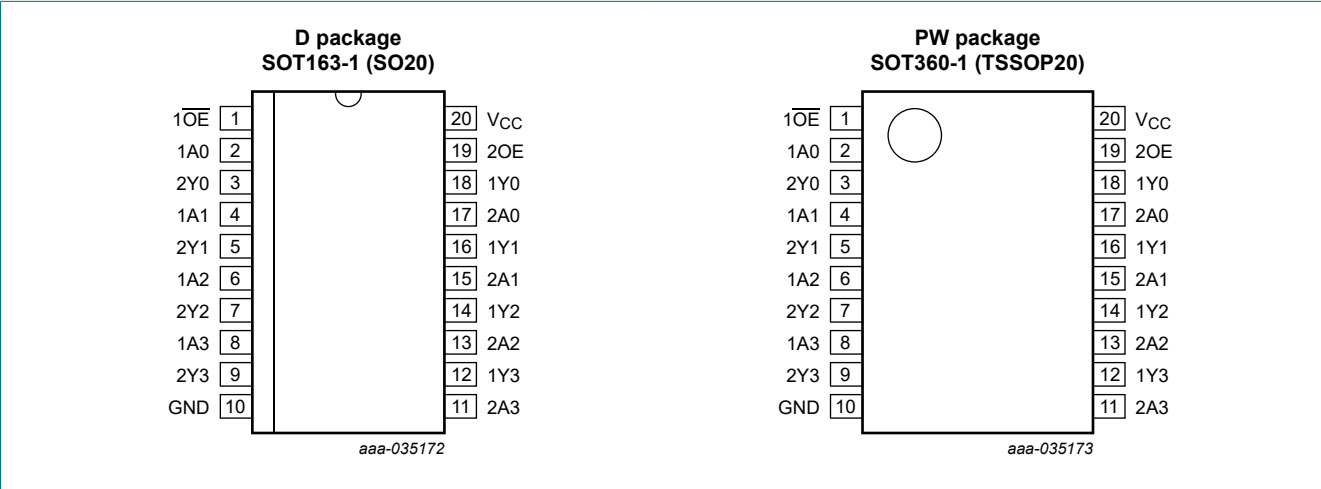 D package
SOT163-1 (SO20)
1O̅E̅ 1 20 VCC
1A0 2 19 2OE
2Y0 3 18 1Y0
1A1 4 17 2A0
2Y1 5 16 1Y1
1A2 6 15 2A1
2Y2 7 14 1Y2
1A3 8 13 2A2
2Y3 9 12 1Y3
GND 10 11 2A3
aaa-035172
PW package
SOT360-1 (TSSOP20)
1O̅E̅ 1 20 VCC
1A0 2 19 2OE
2Y0 3 18 1Y0
1A1 4 17 2A0
2Y1 5 16 1Y1
1A2 6 15 2A1
2Y2 7 14 1Y2
1A3 8 13 2A2
2Y3 9 12 1Y3
GND 10 11 2A3
aaa-035173